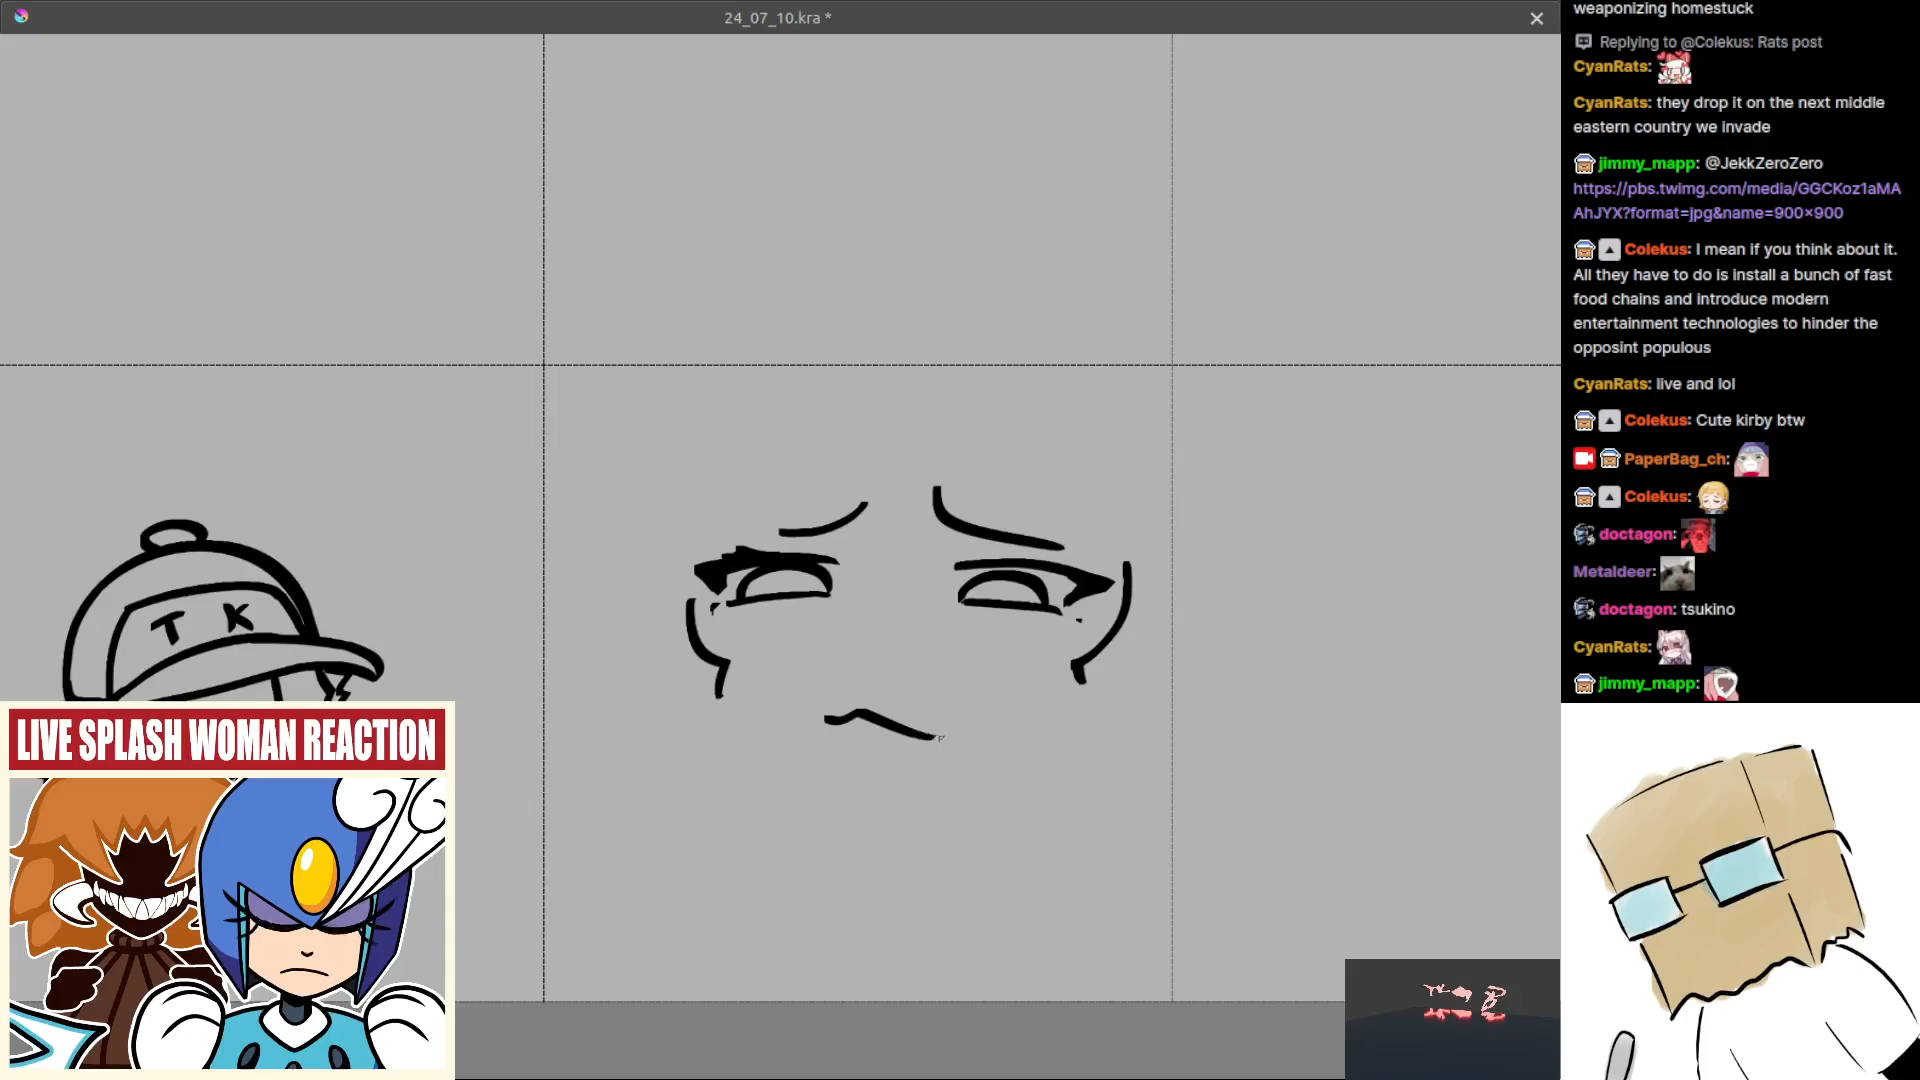 24_07_10.kra *
weaponizing homestuck
Replying to @Colekus: Rats post
CyanRats:
CyanRats: they drop it on the next middle
eastern country we invade
jimmy_mapp: @JekkZeroZero
https://pbs.twimg.com/media/GGCKoz1aMA
AhJYX?format=jpg&name=900×900
Colekus: I mean if you think about it.
All they have to do is install a bunch of fast
food chains and introduce modern
entertainment technologies to hinder the
opposint populous
CyanRats: live and lol
Colekus: Cute kirby btw
PaperBag_ch:
Colekus:
doctagon:
Metaldeer:
doctagon: tsukino
CyanRats:
jimmy_mapp:
T K
LIVE SPLASH WOMAN REACTION